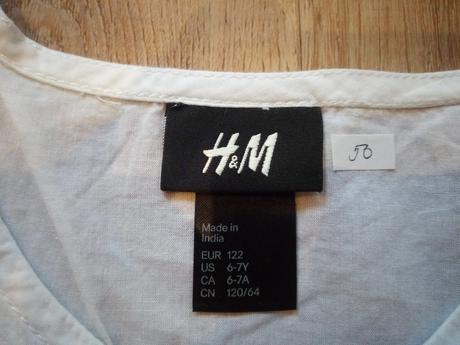 H&M
50
Made in
India
EUR 122
US 6-7Y
CA 6-7A
CN 120/64